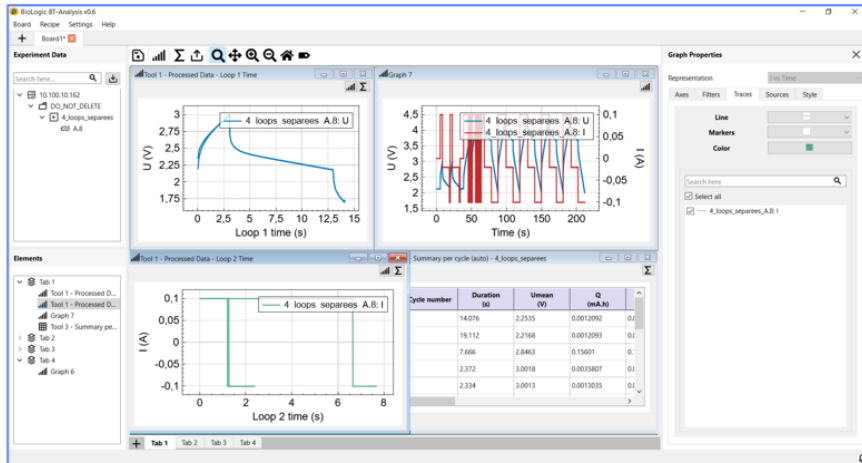 BioLogic BT-Analysis v0.6
Board Recipe Settings Help
Board1*
Experiment Data
Search here...
10.100.10.162
DO_NOT_DELETE
4_loops_separees
A.8
Elements
Tab 1
Tool 1 - Processed D...
Tool 1 - Processed D...
Graph 7
Tool 3 - Summary pe...
Tab 2
Tab 3
Tab 4
Graph 6
Tool 1 - Processed Data - Loop 1 Time
4 loops separees A.8: U
3
2,75
2,5
2,25
2
1,75
U (V)
0 2,5 5 7,5 10 12,5 15
Loop 1 time (s)
Graph 7
4 loops separees A.8: U
4_loops_separees_A.8: I
4,5
4
3,5
3
2,5
2
1,5
U (V)
0,1
0,05
0
-0,05
-0,1
I (A)
0 50 100 150 200
Time (s)
Tool 1 - Processed Data - Loop 2 Time
4 loops separees A.8: I
0,1
0,05
0
-0,05
-0,1
I (A)
0 2 4 6 8
Loop 2 time (s)
Summary per cycle (auto) - 4_loops_separees
Cycle number Duration (s) Umean (V) Q (mA.h)
14.076 2.2535 0.0012092 0.
19.112 2.2168 0.0012093 0.
7.666 2.8463 0.15601 0.
2.372 3.0018 0.0035807 0.
2.334 3.0013 0.0013035 0.
Tab 1 Tab 2 Tab 3 Tab 4
Graph Properties
Representation I vs Time
Axes Filters Traces Sources Style
Line
Markers
Color
Search here
Select all
4_loops_separees_A.8: I